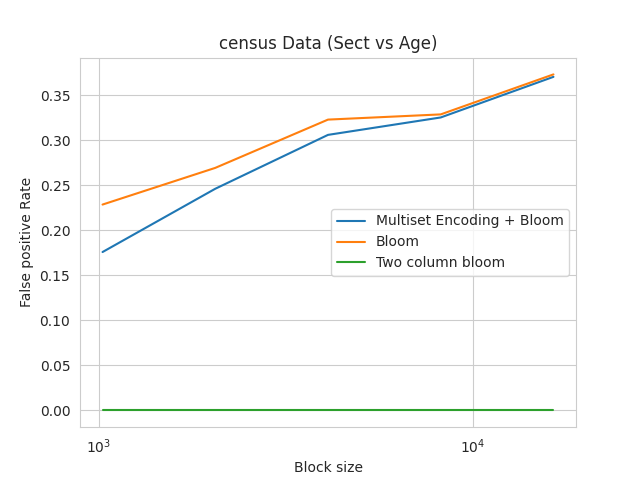 census Data (Sect vs Age)
False positive Rate
0.35
0.30
0.25
0.20
0.15
0.10
0.05
0.00
Multiset Encoding + Bloom
Bloom
Two column bloom
10³
10⁴
Block size